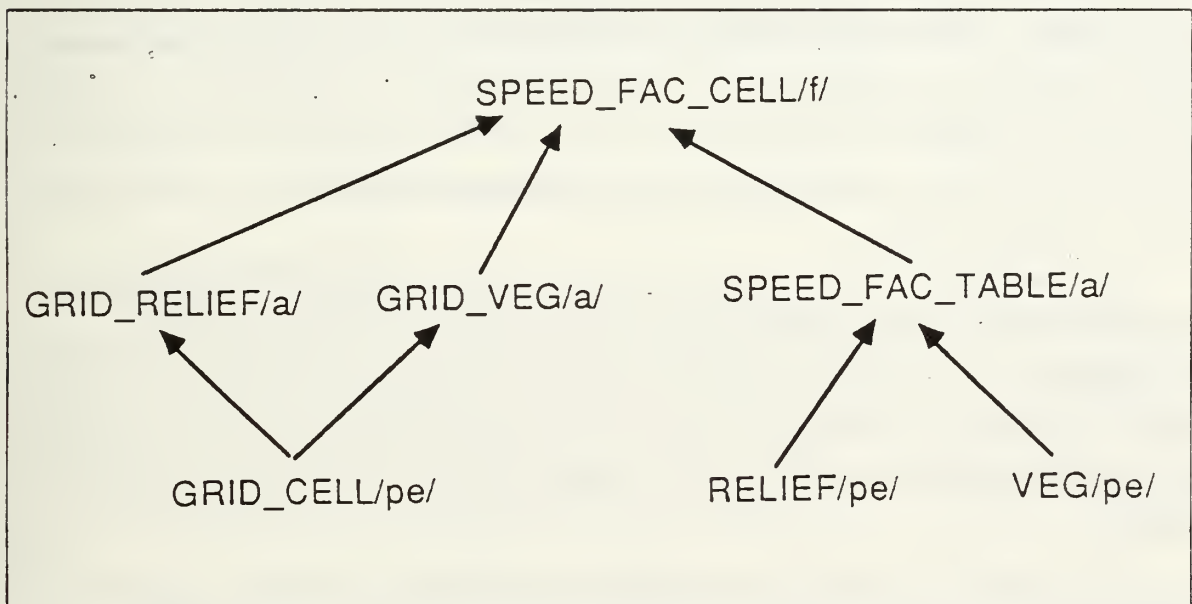 SPEED_FAC_CELL/f/
GRID_RELIEF/a/ GRID_VEG/a/ SPEED_FAC_TABLE/a/
GRID_CELL/pe/ RELIEF/pe/ VEG/pe/